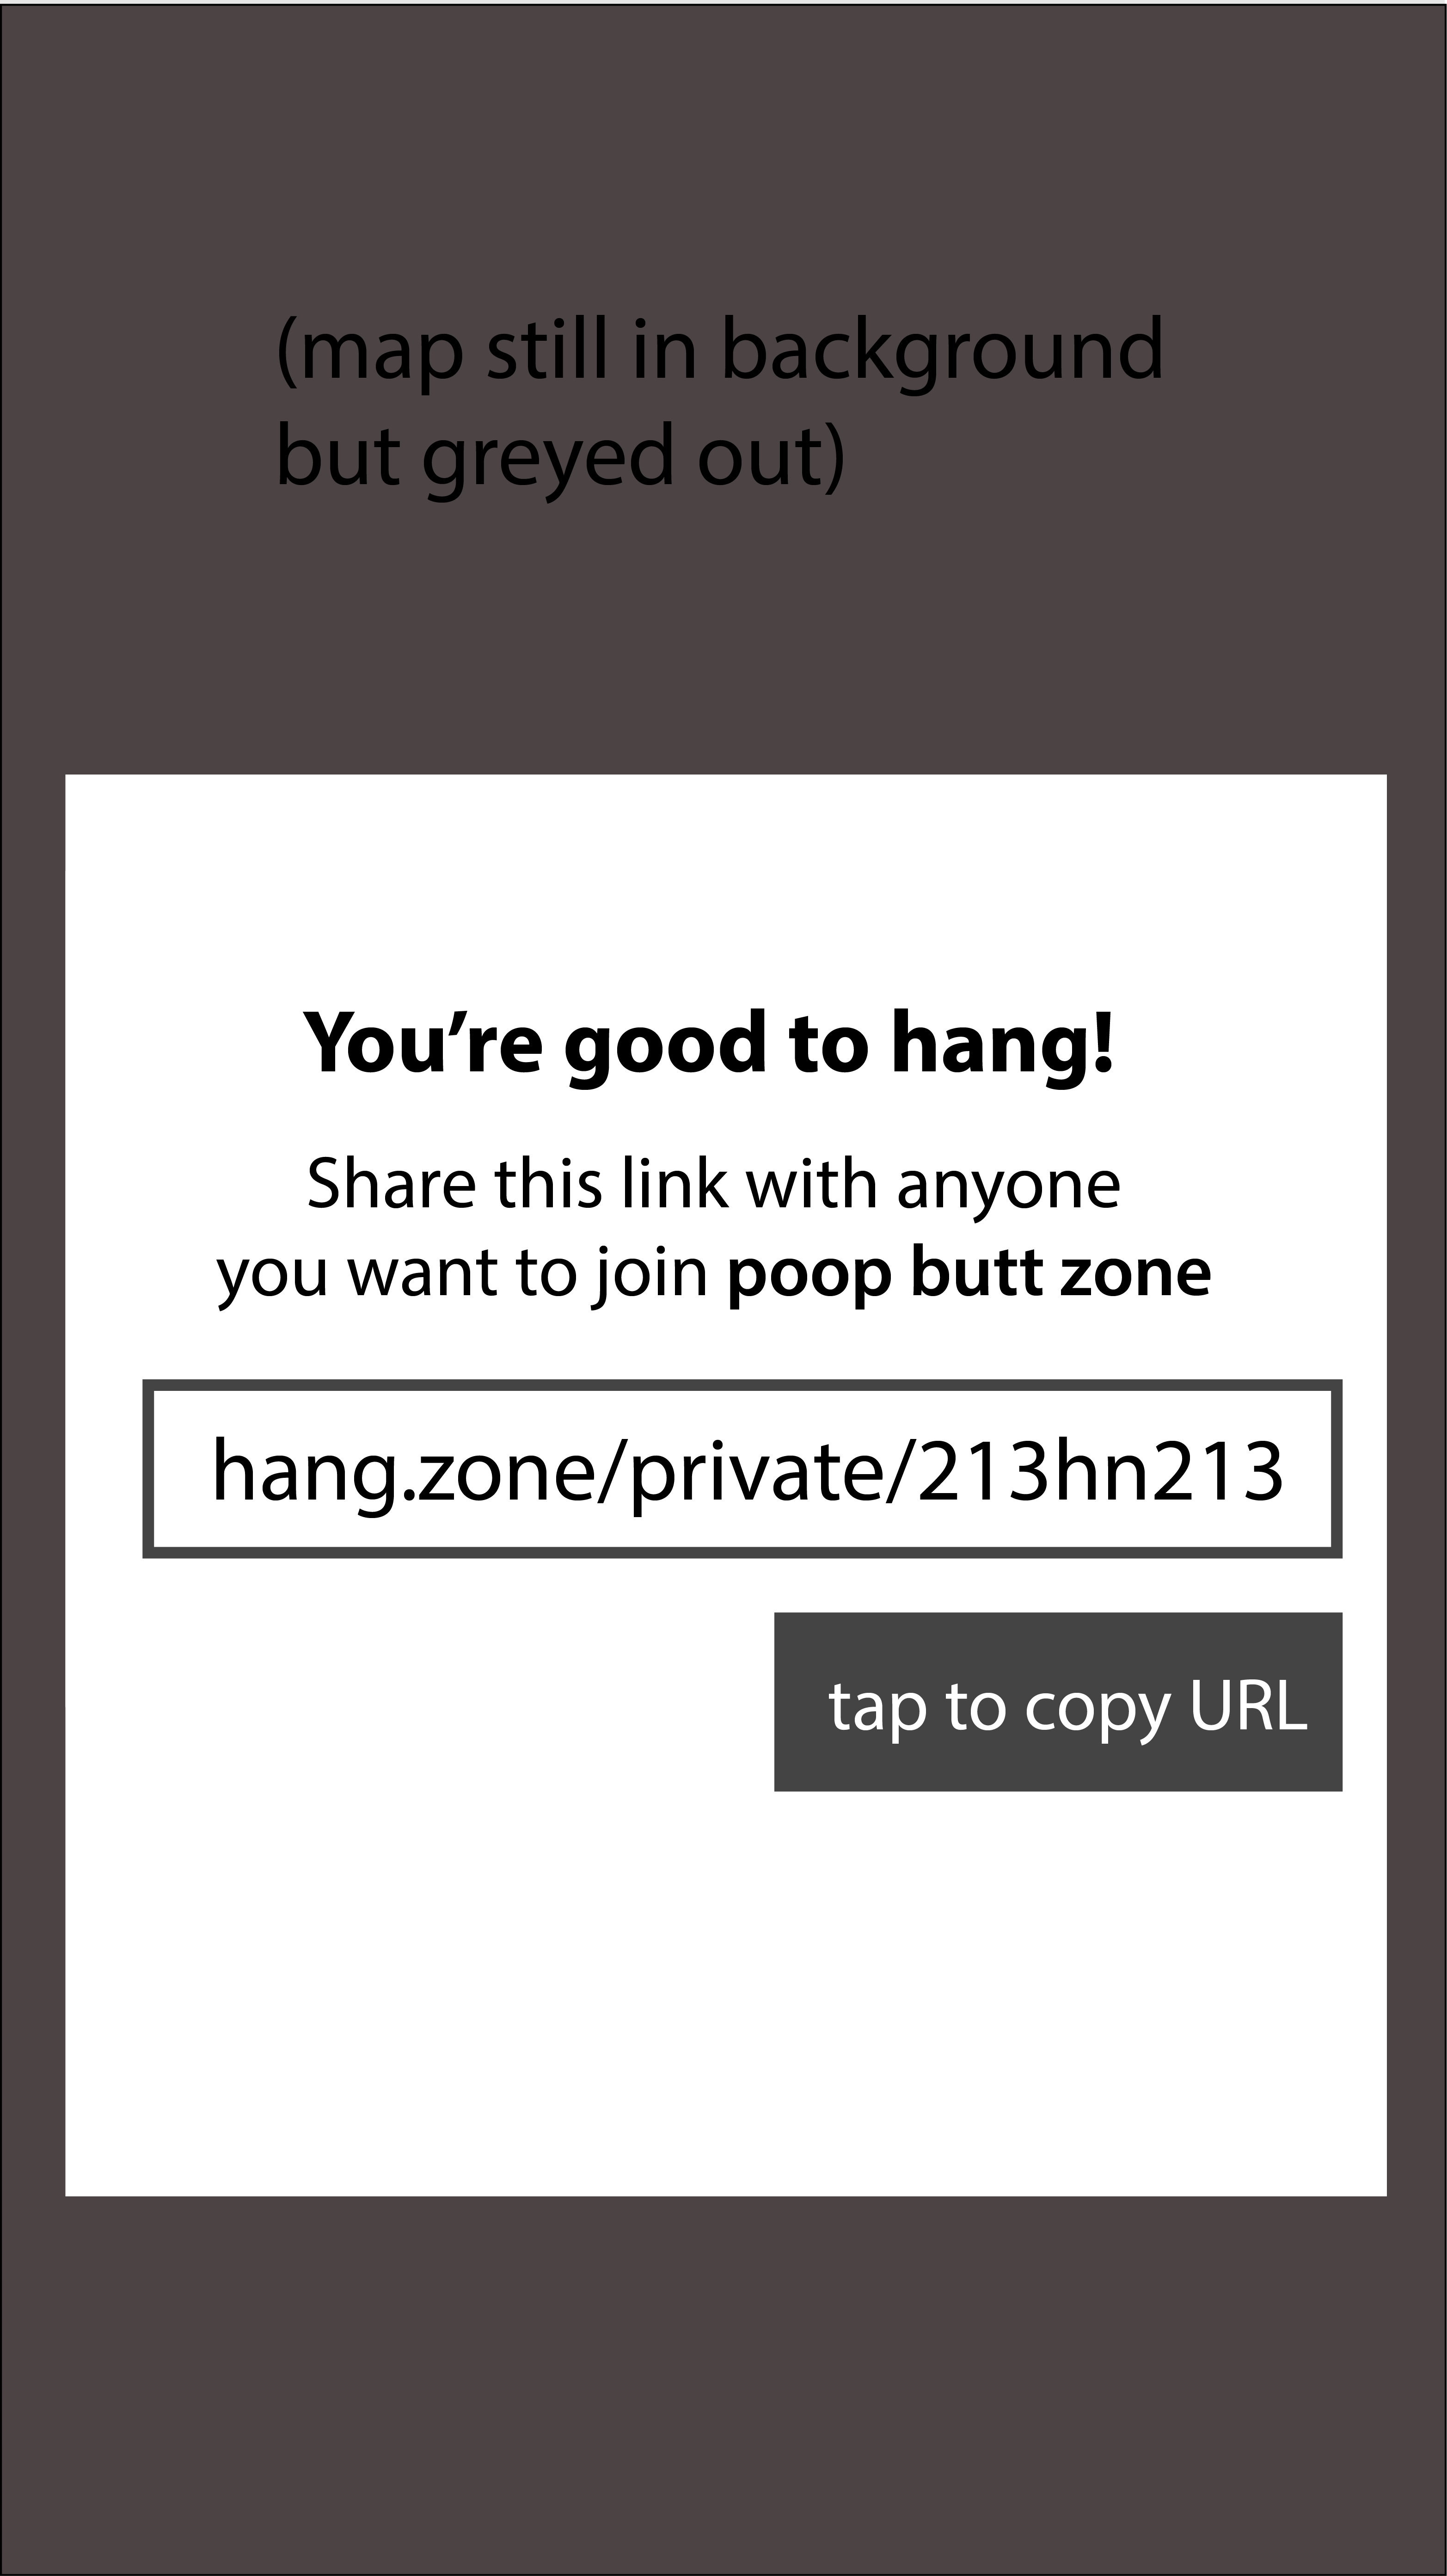 (map still in background
but greyed out)
You’re good to hang!
Share this link with anyone
you want to join poop butt zone
hang.zone/private/213hn213
tap to copy URL